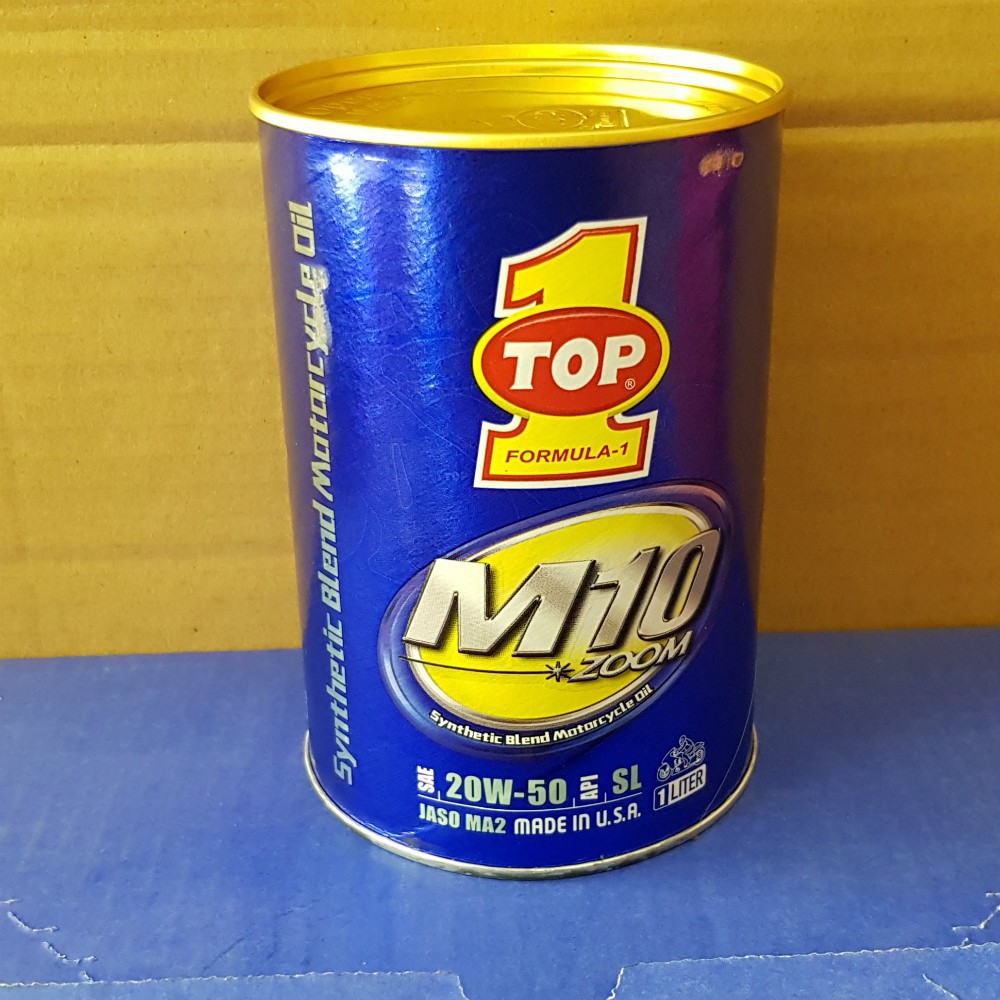 1
TOP®
FORMULA-1
M10
ZOOM
Synthetic Blend Motorcycle Oil
SAE 20W-50 API SL
1 LITER
JASO MA2 MADE IN U.S.A.
Synthetic Blend Motorcycle Oil